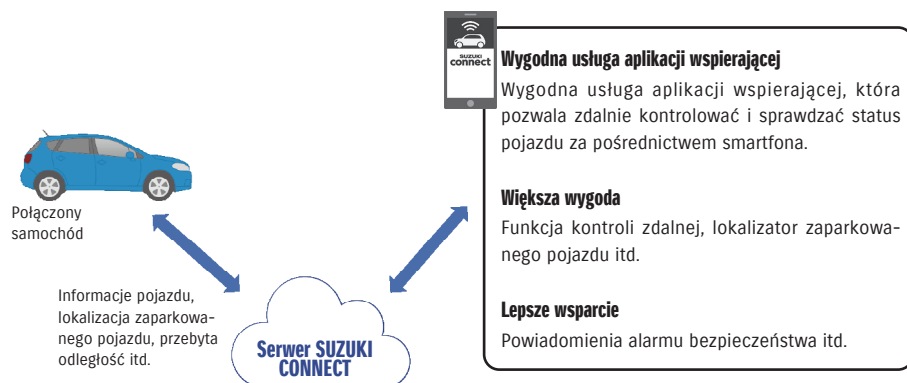 SUZUKI
connect
Wygodna usługa aplikacji wspierającej
Wygodna usługa aplikacji wspierającej, która
pozwala zdalnie kontrolować i sprawdzać status
pojazdu za pośrednictwem smartfona.
Większa wygoda
Funkcja kontroli zdalnej, lokalizator zaparkowa-
nego pojazdu itd.
Lepsze wsparcie
Powiadomienia alarmu bezpieczeństwa itd.
Połączony
samochód
Informacje pojazdu,
lokalizacja zaparkowa-
nego pojazdu, przebyta
odległość itd.
Serwer SUZUKI
CONNECT